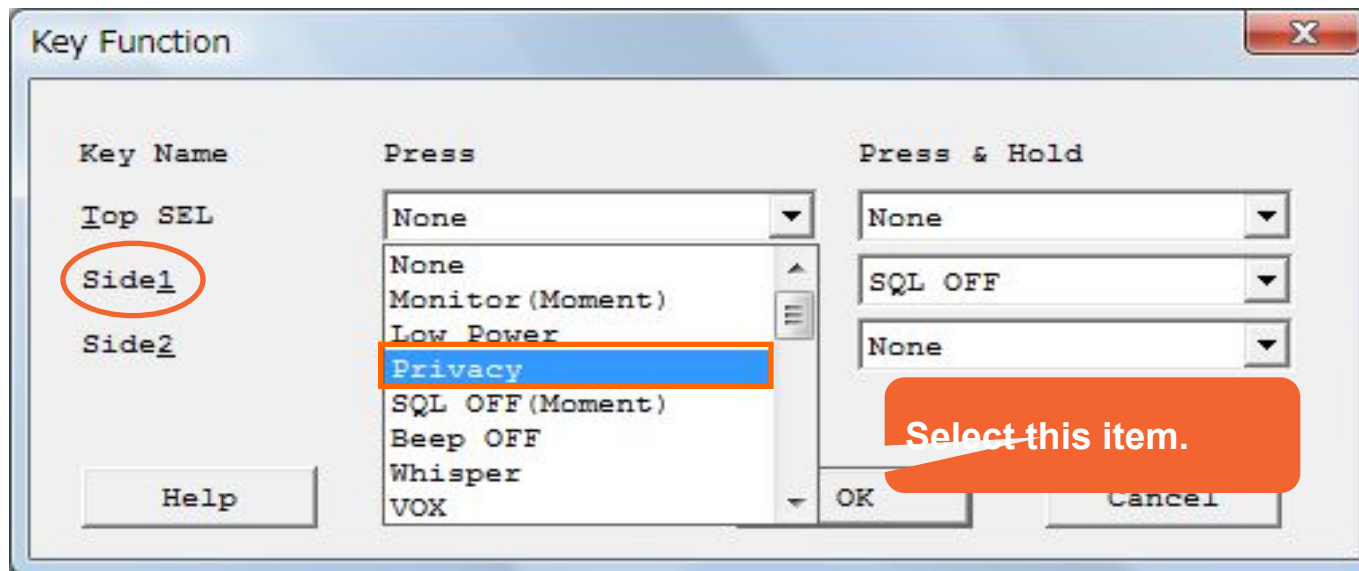 Key Function
Key Name Press Press & Hold
Top SEL None None
Side1 None SQL OFF
Monitor(Moment)
Low Power
Side2 None
Privacy
SQL OFF(Moment)
Beep OFF
Select this item.
Whisper
VOX
Help OK Cancel